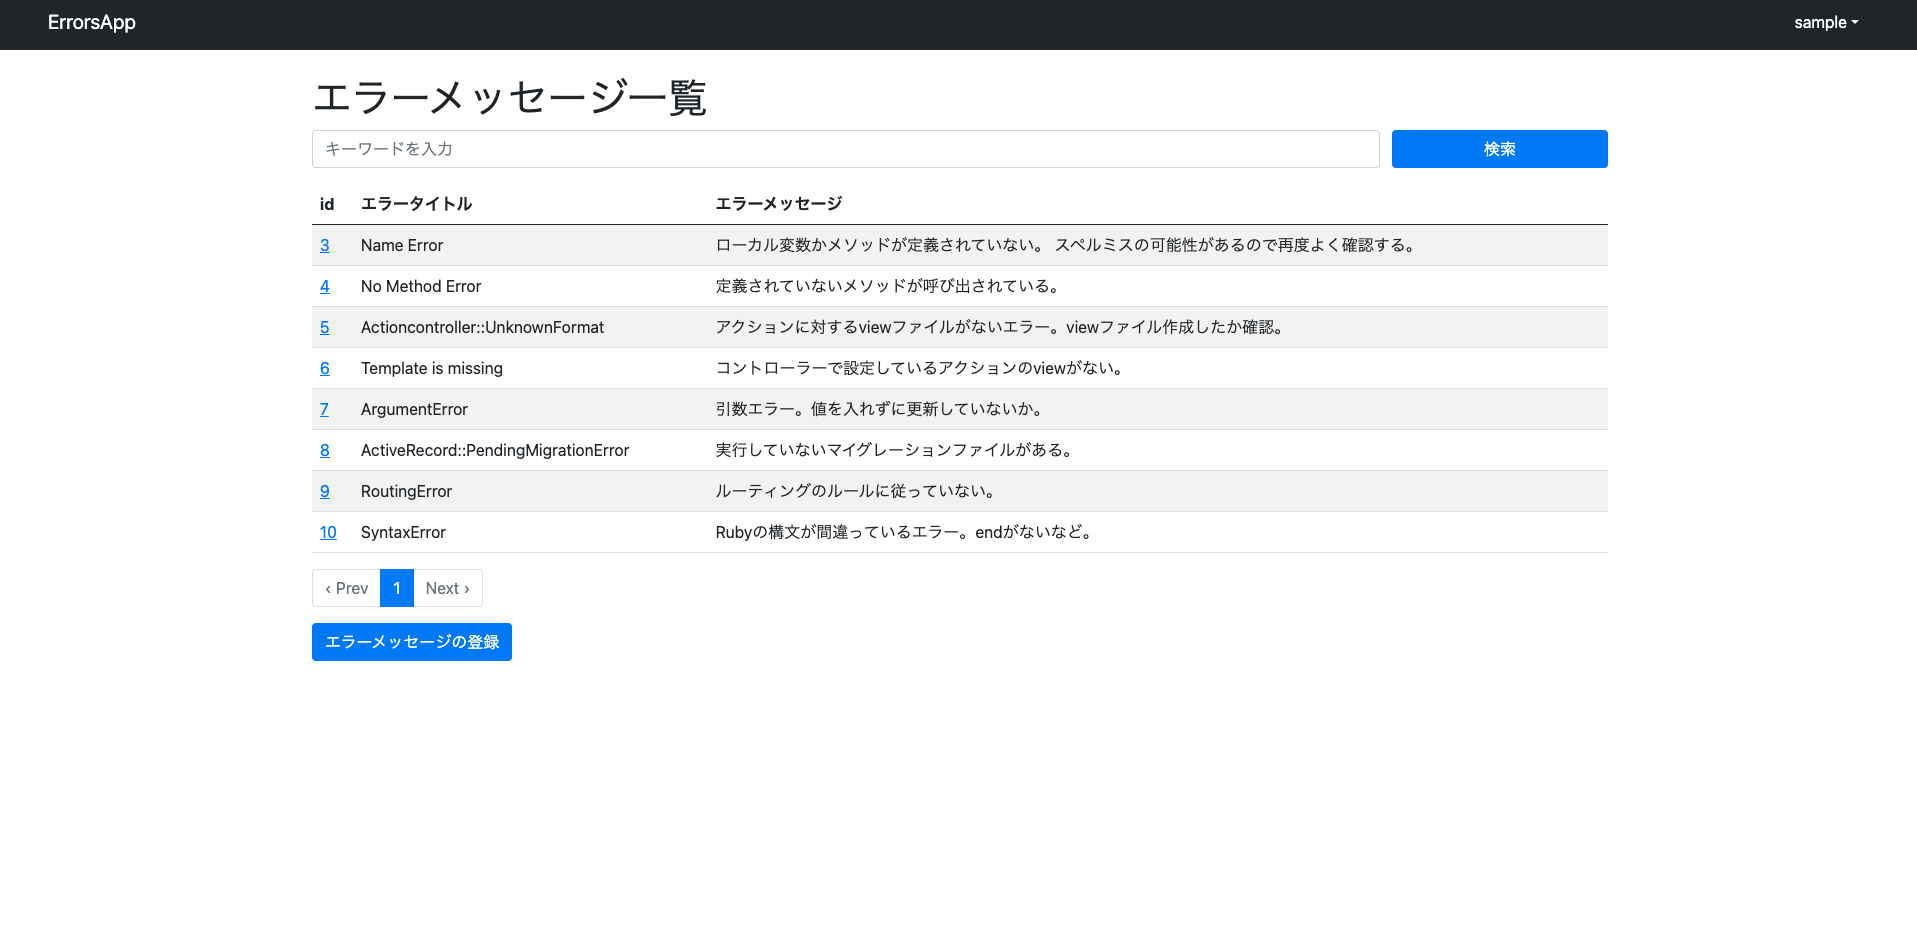 ErrorsApp sample
エラーメッセージ一覧
キーワードを入力 検索
id エラータイトル エラーメッセージ
3 Name Error ローカル変数かメソッドが定義されていない。 スペルミスの可能性があるので再度よく確認する。
4 No Method Error 定義されていないメソッドが呼び出されている。
5 Actioncontroller::UnknownFormat アクションに対するviewファイルがないエラー。viewファイル作成したか確認。
6 Template is missing コントローラーで設定しているアクションのviewがない。
7 ArgumentError 引数エラー。値を入れずに更新していないか。
8 ActiveRecord::PendingMigrationError 実行していないマイグレーションファイルがある。
9 RoutingError ルーティングのルールに従っていない。
10 SyntaxError Rubyの構文が間違っているエラー。endがないなど。
‹ Prev 1 Next ›
エラーメッセージの登録